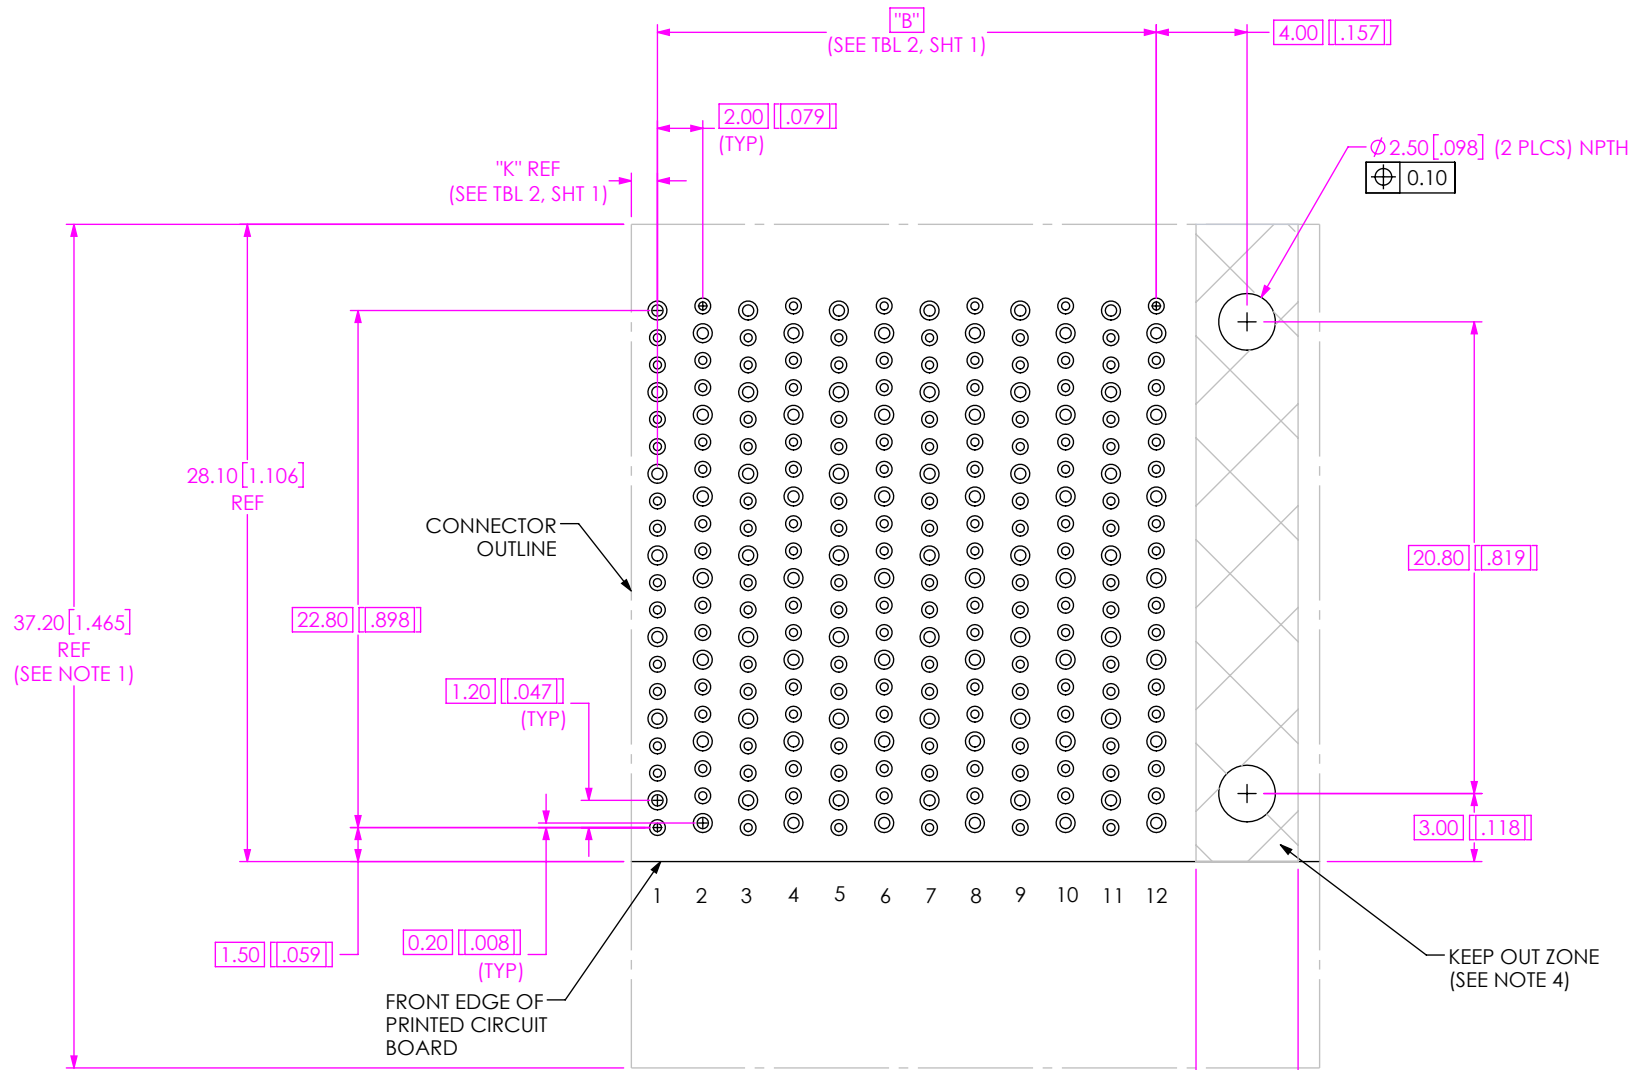 "B"
(SEE TBL 2, SHT 1)
4.00 [.157]
2.00 [.079]
(TYP)
"K" REF
(SEE TBL 2, SHT 1)
Ø2.50[.098] (2 PLCS) NPTH
⌖ 0.10
28.10[1.106]
REF
CONNECTOR
OUTLINE
20.80 [.819]
37.20[1.465]
REF
(SEE NOTE 1)
22.80 [.898]
1.20 [.047]
(TYP)
3.00 [.118]
1 2 3 4 5 6 7 8 9 10 11 12
1.50 [.059]
0.20 [.008]
(TYP)
KEEP OUT ZONE
(SEE NOTE 4)
FRONT EDGE OF
PRINTED CIRCUIT
BOARD